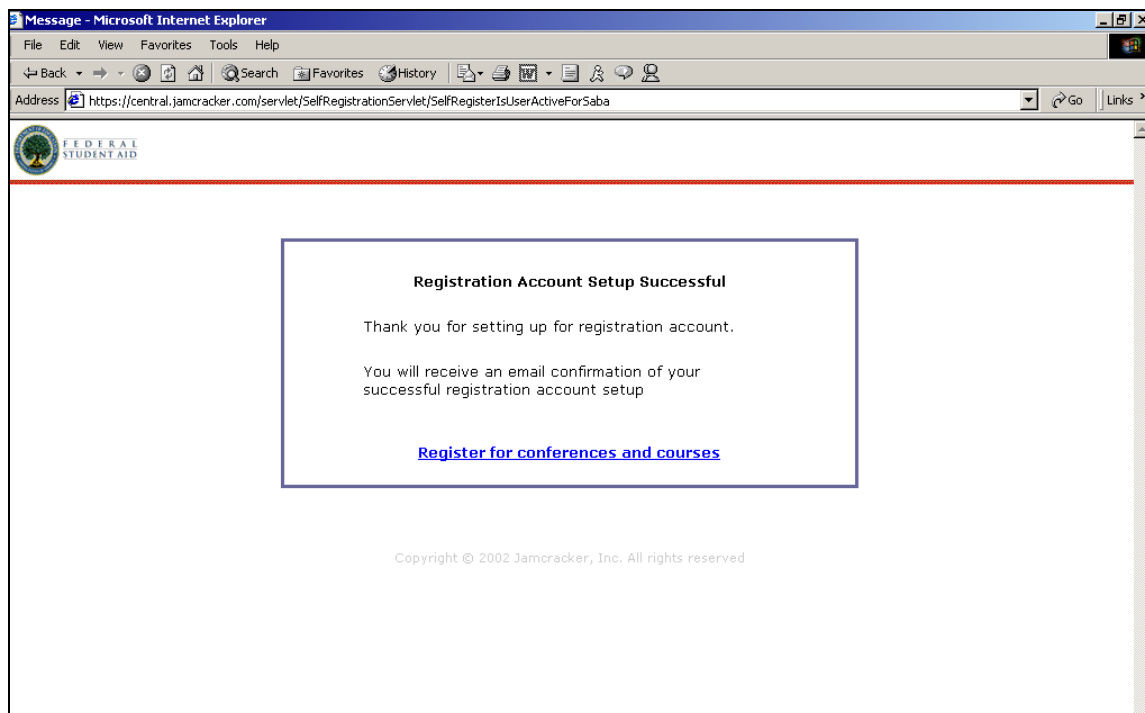 Message - Microsoft Internet Explorer
File Edit View Favorites Tools Help
Back Search Favorites History
Address https://central.jamcracker.com/servlet/SelfRegistrationServlet/SelfRegisterIsUserActiveForSaba Go Links
FEDERAL
STUDENT AID
Registration Account Setup Successful
Thank you for setting up for registration account.
You will receive an email confirmation of your
successful registration account setup
Register for conferences and courses
Copyright © 2002 Jamcracker, Inc. All rights reserved